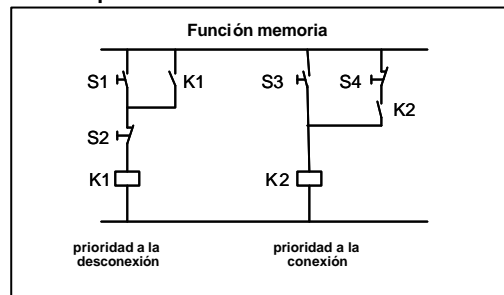 Función memoria
S1 K1 S3 S4
K2
S2
K1 K2
prioridad a la desconexión
prioridad a la conexión